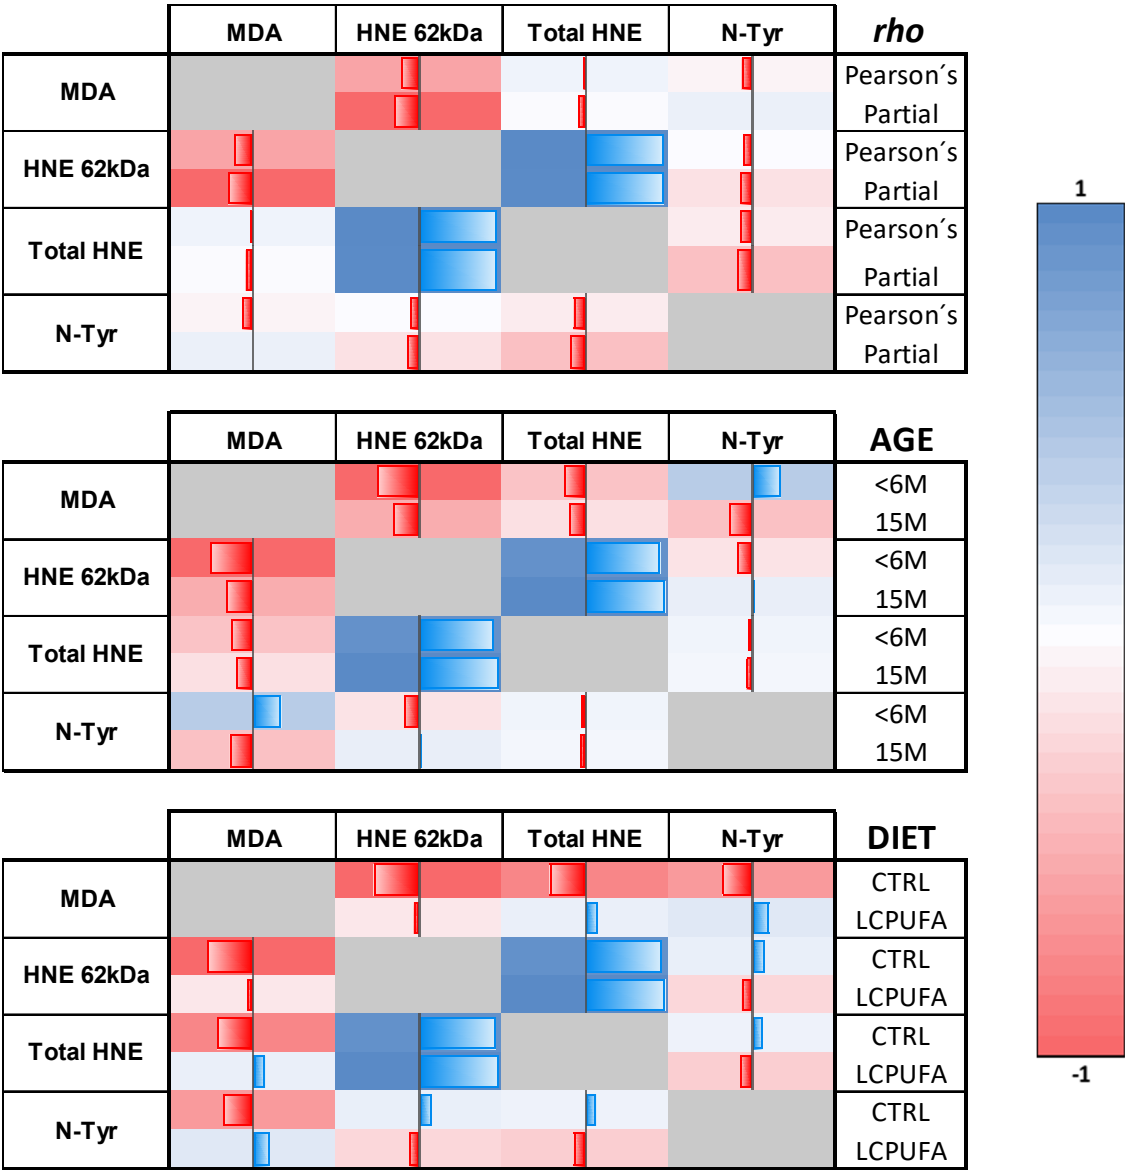 MDA HNE 62kDa Total HNE N-Tyr rho
MDA Pearson´s
Partial
HNE 62kDa Pearson´s
Partial
Total HNE Pearson´s
Partial
N-Tyr Pearson´s
Partial
MDA HNE 62kDa Total HNE N-Tyr AGE
MDA <6M
15M
HNE 62kDa <6M
15M
Total HNE <6M
15M
N-Tyr <6M
15M
MDA HNE 62kDa Total HNE N-Tyr DIET
MDA CTRL
LCPUFA
HNE 62kDa CTRL
LCPUFA
Total HNE CTRL
LCPUFA
N-Tyr CTRL
LCPUFA
1
-1